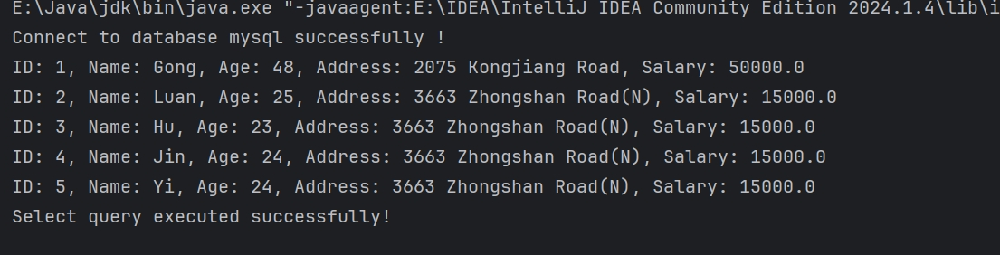 E:\Java\jdk\bin\java.exe "-javaagent:E:\IDEA\IntelliJ IDEA Community Edition 2024.1.4\lib\i
Connect to database mysql successfully !
ID: 1, Name: Gong, Age: 48, Address: 2075 Kongjiang Road, Salary: 50000.0
ID: 2, Name: Luan, Age: 25, Address: 3663 Zhongshan Road(N), Salary: 15000.0
ID: 3, Name: Hu, Age: 23, Address: 3663 Zhongshan Road(N), Salary: 15000.0
ID: 4, Name: Jin, Age: 24, Address: 3663 Zhongshan Road(N), Salary: 15000.0
ID: 5, Name: Yi, Age: 24, Address: 3663 Zhongshan Road(N), Salary: 15000.0
Select query executed successfully!